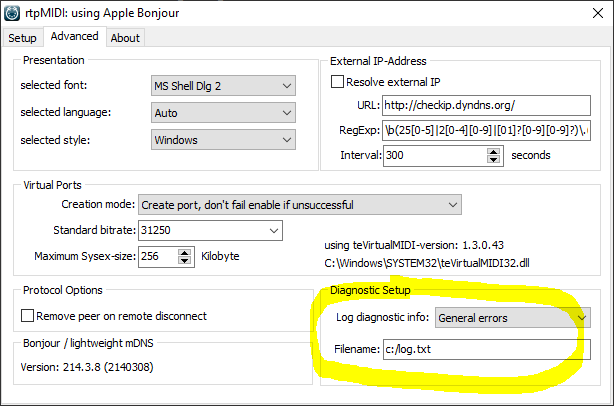 rtpMIDI: using Apple Bonjour
Setup Advanced About
Presentation
selected font: MS Shell Dlg 2
selected language: Auto
selected style: Windows
External IP-Address
Resolve external IP
URL: http://checkip.dyndns.org/
RegExp: \b(25[0-5]|2[0-4][0-9]|[01]?[0-9][0-9]?)\.
Interval: 300 seconds
Virtual Ports
Creation mode: Create port, don't fail enable if unsuccessful
Standard bitrate: 31250
Maximum Sysex-size: 256 Kilobyte
using teVirtualMIDI-version: 1.3.0.43
C:\Windows\SYSTEM32\teVirtualMIDI32.dll
Protocol Options
Remove peer on remote disconnect
Diagnostic Setup
Log diagnostic info: General errors
Filename: c:/log.txt
Bonjour / lightweight mDNS
Version: 214.3.8 (2140308)